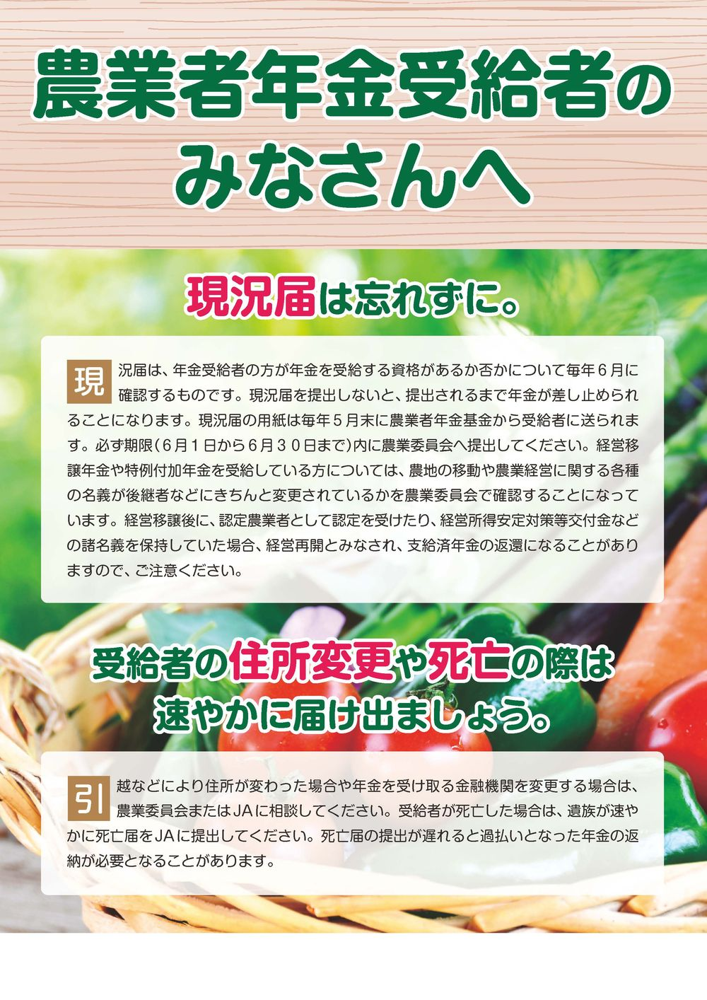 農業者年金受給者の
みなさんへ
現況届は忘れずに。
現況届は、年金受給者の方が年金を受給する資格があるか否かについて毎年６月に
確認するものです。現況届を提出しないと、提出されるまで年金が差し止められ
ることになります。現況届の用紙は毎年５月末に農業者年金基金から受給者に送られま
す。必ず期限（６月１日から６月３０日まで）内に農業委員会へ提出してください。経営移
譲年金や特例付加年金を受給している方については、農地の移動や農業経営に関する各種
の名義が後継者などにきちんと変更されているかを農業委員会で確認することになって
います。経営移譲後に、認定農業者として認定を受けたり、経営所得安定対策等交付金など
の諸名義を保持していた場合、経営再開とみなされ、支給済年金の返還になることがあり
ますので、ご注意ください。
受給者の住所変更や死亡の際は
速やかに届け出ましょう。
引越などにより住所が変わった場合や年金を受け取る金融機関を変更する場合は、
農業委員会またはJAに相談してください。受給者が死亡した場合は、遺族が速や
かに死亡届をJAに提出してください。死亡届の提出が遅れると過払いとなった年金の返
納が必要となることがあります。